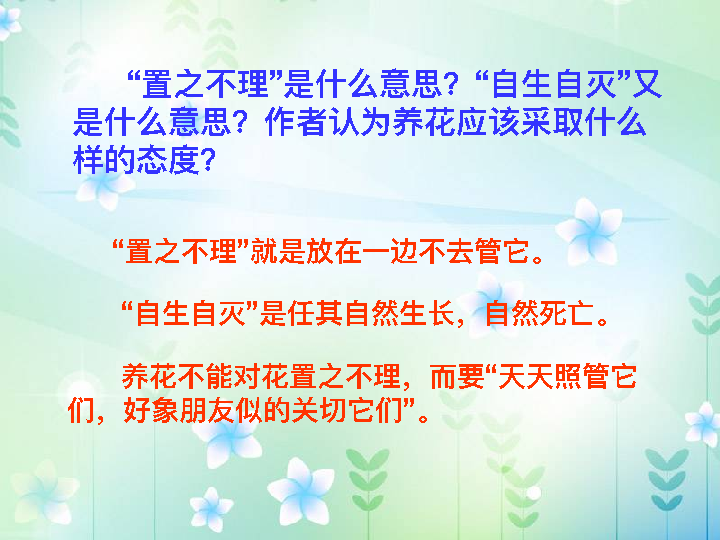 “置之不理”是什么意思？“自生自灭”又
是什么意思？作者认为养花应该采取什么
样的态度？
“置之不理”就是放在一边不去管它。
“自生自灭”是任其自然生长，自然死亡。
养花不能对花置之不理，而要“天天照管它
们，好象朋友似的关切它们”。